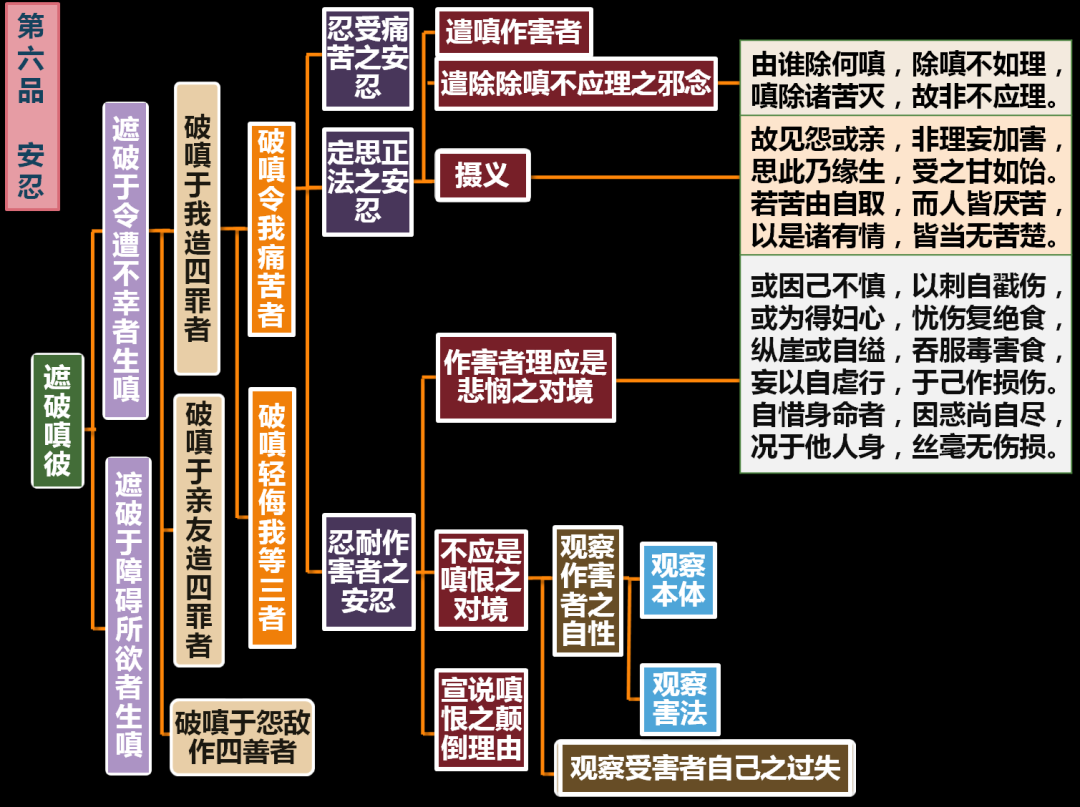 第六品 安忍
遮破嗔彼
遮破于令遭不幸者生嗔
遮破于障碍所欲者生嗔
破嗔于我造四罪者
破嗔于亲友造四罪者
破嗔于怨敌
作四善者
破嗔令我痛苦者
破嗔轻侮我等三者
忍受痛
苦之安
忍
定思正
法之安
忍
忍耐作
害者之
安忍
遣嗔作害者
遣除除嗔不应理之邪念
摄义
作害者理应是
悲悯之对境
不应是
嗔恨之
对境
宣说嗔
恨之颠
倒理由
观察
作害
者之
自性
观察
本体
观察
害法
观察受害者自己之过失
由谁除何嗔，除嗔不如理，
嗔除诸苦灭，故非不应理。
故见怨或亲，非理妄加害，
思此乃缘生，受之甘如饴。
若苦由自取，而人皆厌苦，
以是诸有情，皆当无苦楚。
或因己不慎，以刺自戳伤，
或为得妇心，忧伤复绝食，
纵崖或自缢，吞服毒害食，
妄以自虐行，于己作损伤。
自惜身命者，因惑尚自尽，
况于他人身，丝毫无伤损。